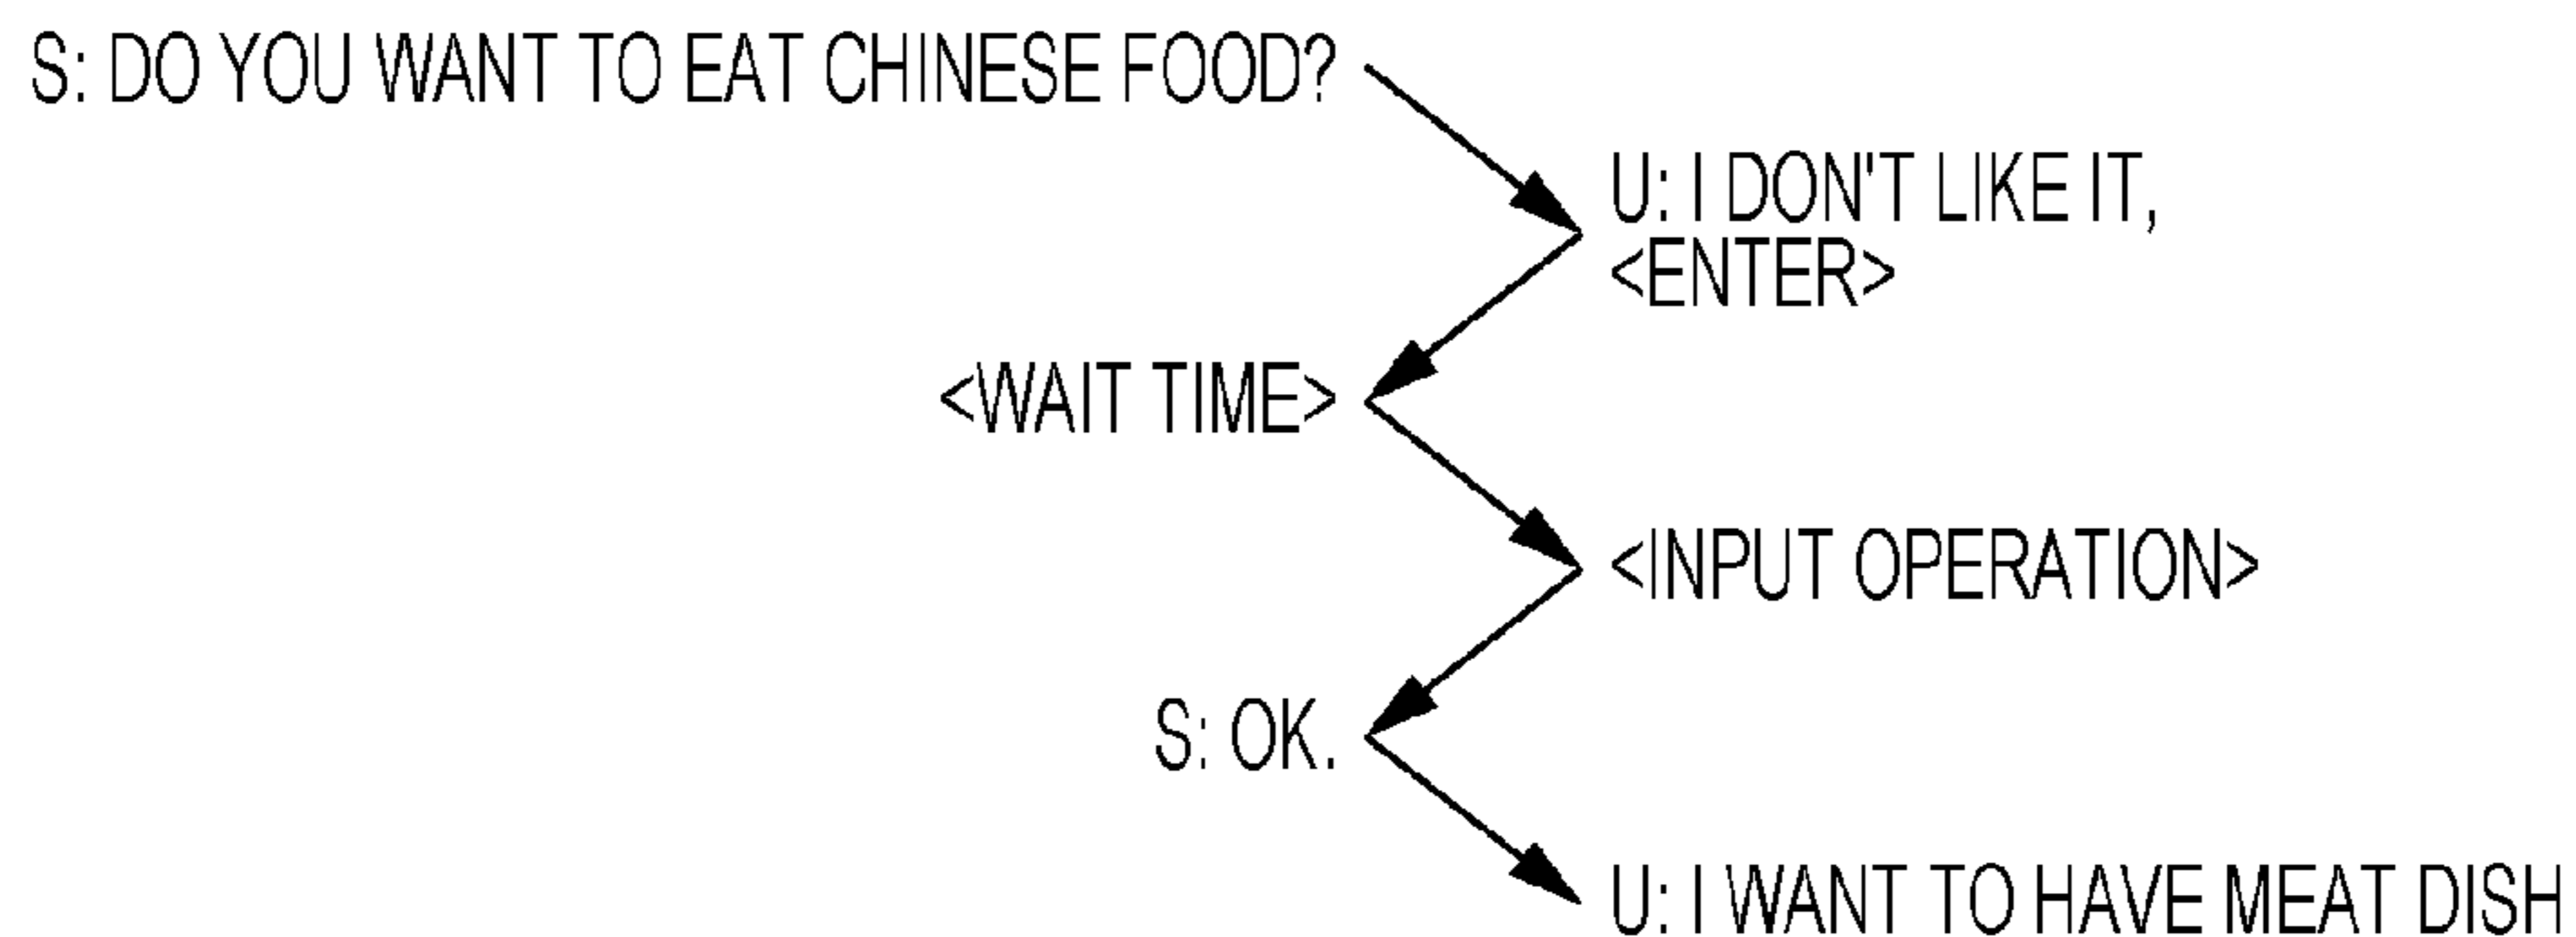 S: DO YOU WANT TO EAT CHINESE FOOD?
U: I DON'T LIKE IT,
<ENTER>
<WAIT TIME>
<INPUT OPERATION>
S: OK.
U: I WANT TO HAVE MEAT DISH